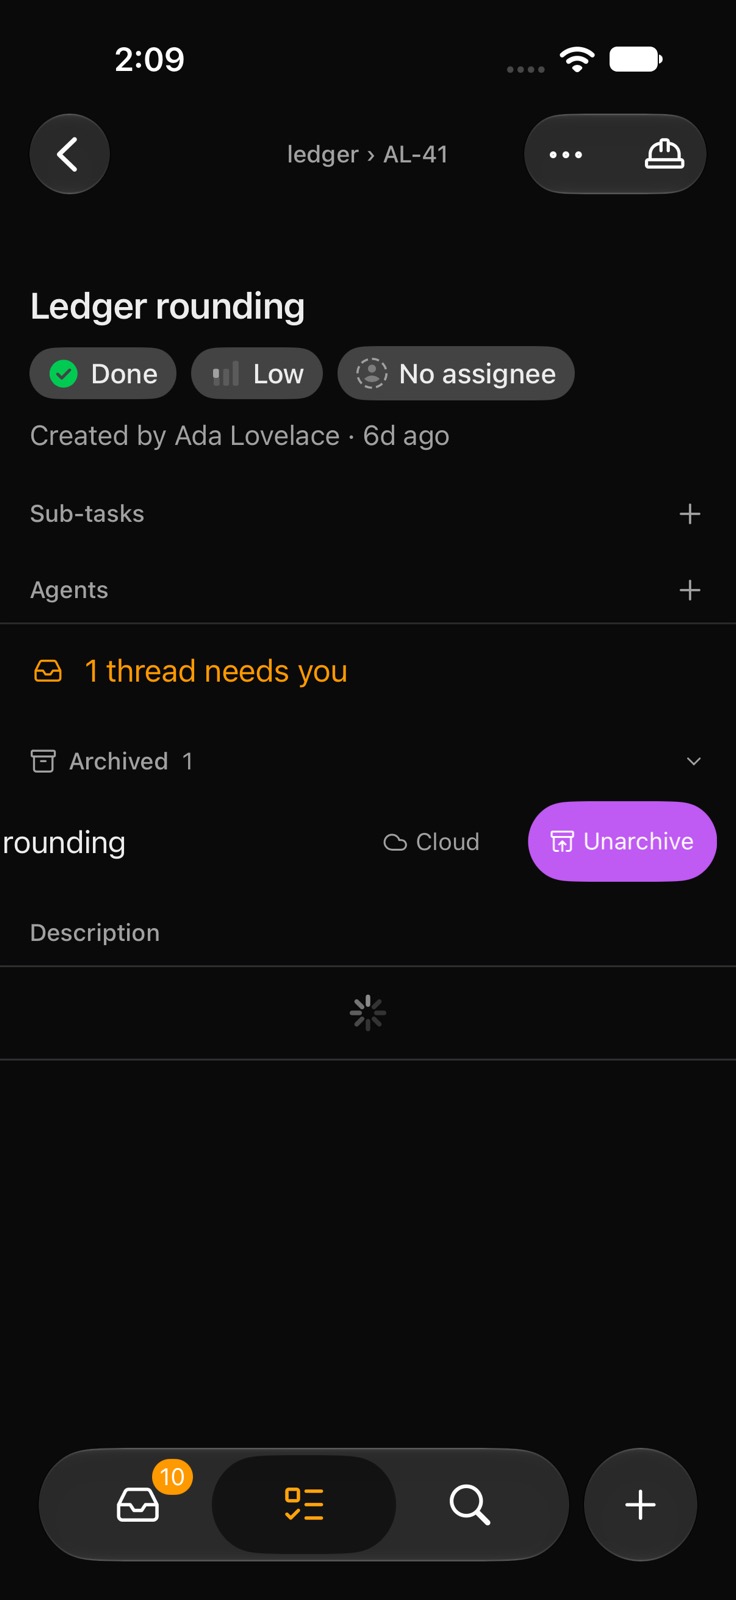 2:09
ledger › AL-41
Ledger rounding
Done
Low
No assignee
Created by Ada Lovelace · 6d ago
Sub-tasks
Agents
1 thread needs you
Archived 1
rounding
Cloud
Unarchive
Description
10